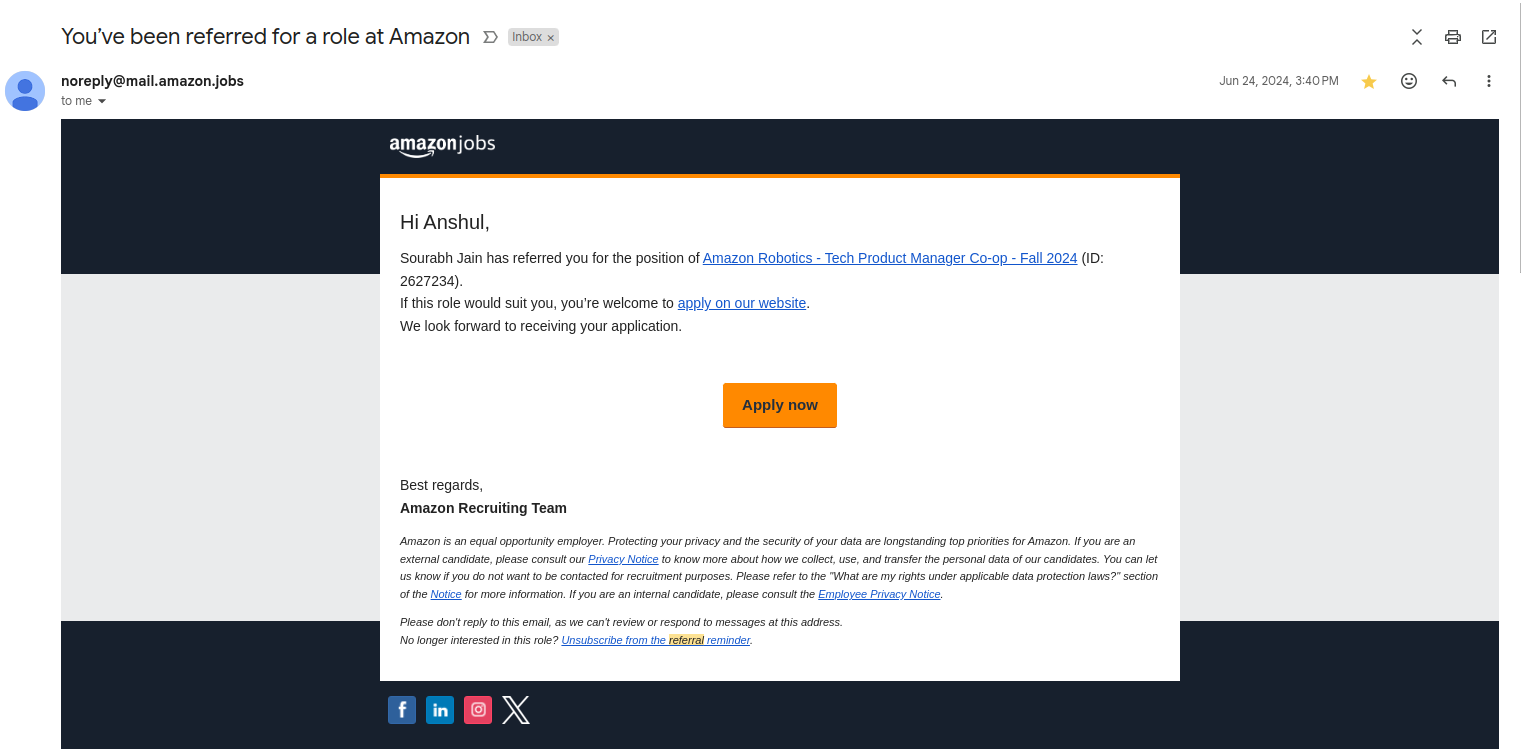 You’ve been referred for a role at Amazon Inbox ×
noreply@mail.amazon.jobs
Jun 24, 2024, 3:40 PM
to me
amazonjobs
Hi Anshul,
Sourabh Jain has referred you for the position of Amazon Robotics - Tech Product Manager Co-op - Fall 2024 (ID:
2627234).
If this role would suit you, you’re welcome to apply on our website.
We look forward to receiving your application.
Apply now
Best regards,
Amazon Recruiting Team
Amazon is an equal opportunity employer. Protecting your privacy and the security of your data are longstanding top priorities for Amazon. If you are an
external candidate, please consult our Privacy Notice to know more about how we collect, use, and transfer the personal data of our candidates. You can let
us know if you do not want to be contacted for recruitment purposes. Please refer to the "What are my rights under applicable data protection laws?" section
of the Notice for more information. If you are an internal candidate, please consult the Employee Privacy Notice.
Please don't reply to this email, as we can't review or respond to messages at this address.
No longer interested in this role? Unsubscribe from the referral reminder.